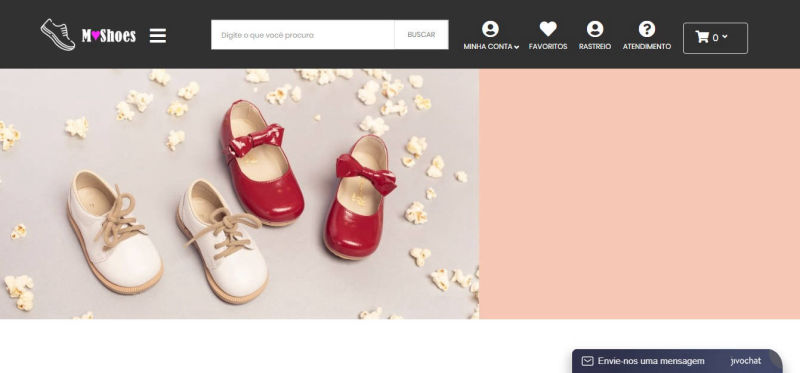 M♥Shoes
Digite o que você procura
BUSCAR
MINHA CONTA
FAVORITOS
RASTREIO
ATENDIMENTO
0
Envie-nos uma mensagem
jivochat